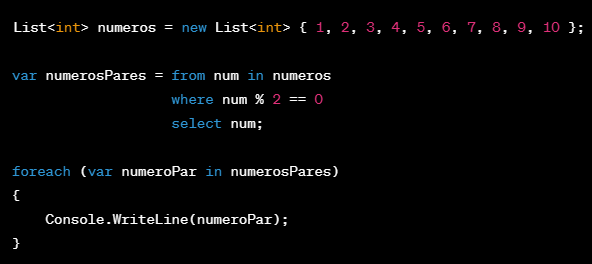 List<int> numeros = new List<int> { 1, 2, 3, 4, 5, 6, 7, 8, 9, 10 };
var numerosPares = from num in numeros
where num % 2 == 0
select num;
foreach (var numeroPar in numerosPares)
{
Console.WriteLine(numeroPar);
}